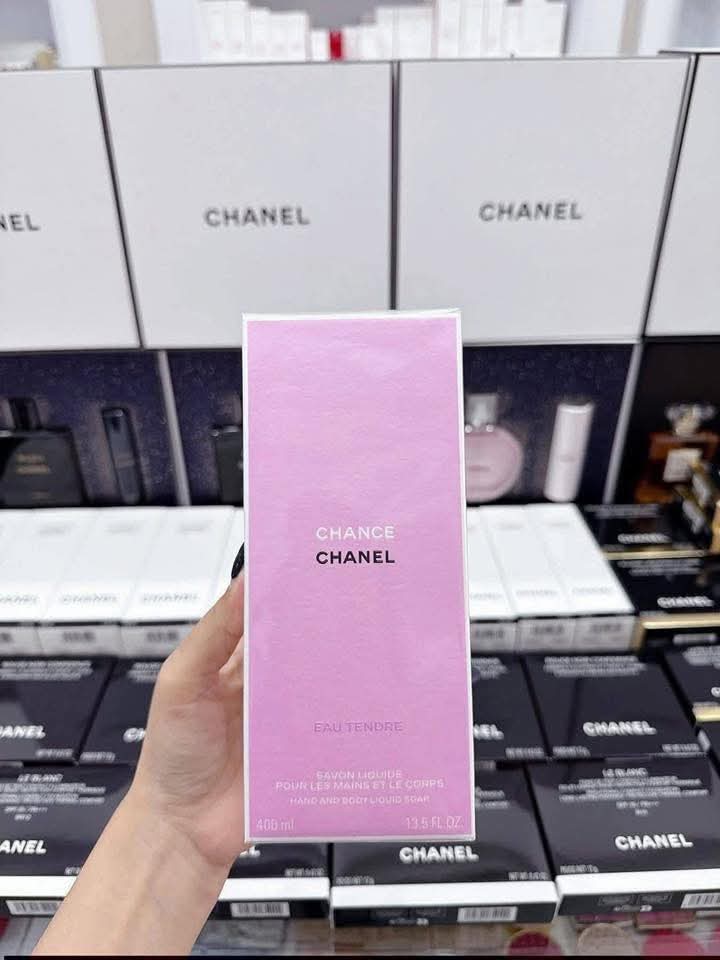 CHANEL
CHANEL
CHANCE
CHANEL
EAU TENDRE
SAVON LIQUIDE
POUR LES MAINS ET LE CORPS
HAND AND BODY LIQUID SOAP
400 ml 13.5 FL. OZ.
CHANEL
CHANEL
CHANEL
CHANEL
CHANEL
CHANEL
CHANEL
LE BLANC
LE BLANC
CHANEL
CHANEL